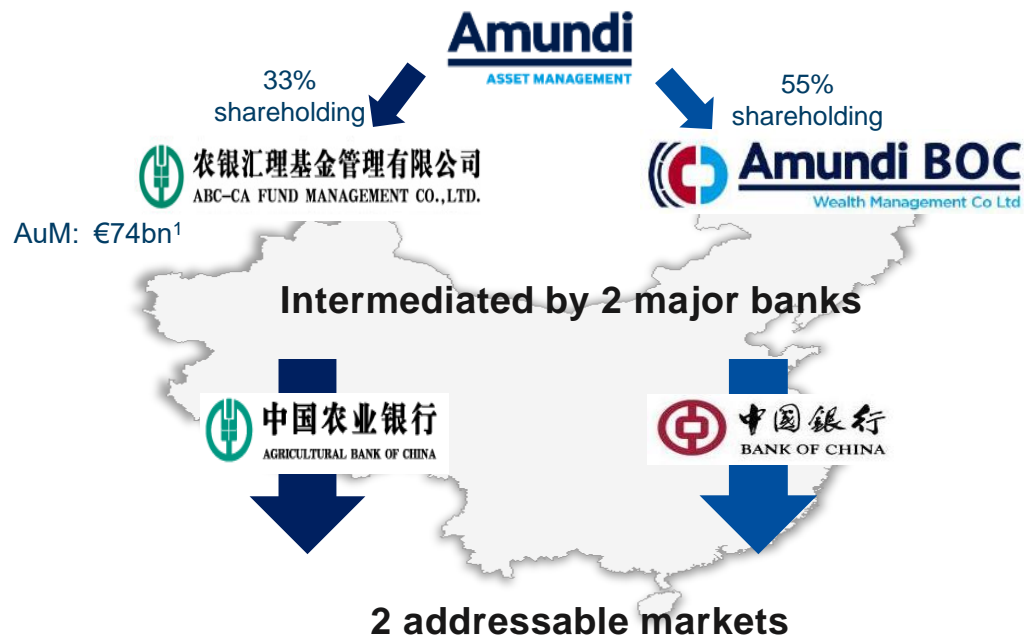 Amundi
ASSET MANAGEMENT
33%
shareholding
55%
shareholding
农银汇理基金管理有限公司
ABC-CA FUND MANAGEMENT CO.,LTD.
Amundi BOC
Wealth Management Co Ltd
AuM: €74bn¹
Intermediated by 2 major banks
中国农业银行
AGRICULTURAL BANK OF CHINA
中國銀行
BANK OF CHINA
2 addressable markets